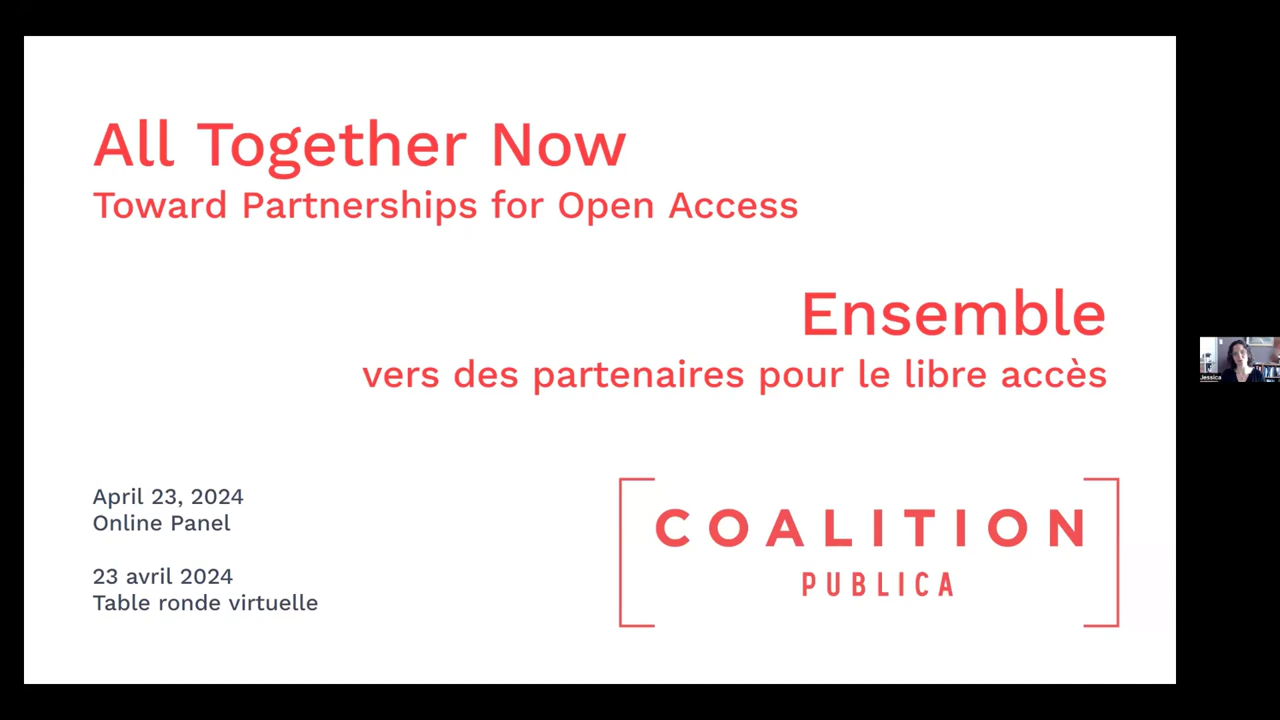 All Together Now
Toward Partnerships for Open Access
Ensemble
vers des partenaires pour le libre accès
April 23, 2024
Online Panel
23 avril 2024
Table ronde virtuelle
COALITION
PUBLICA
Jessica